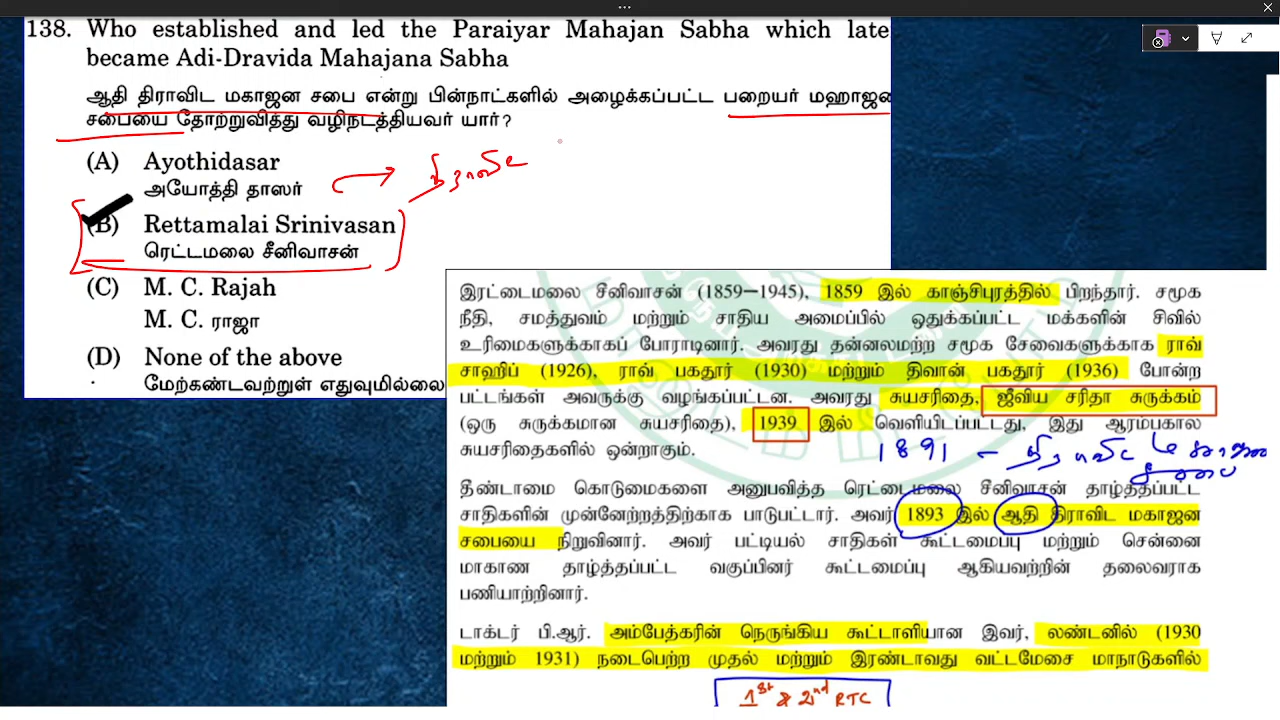 138. Who established and led the Paraiyar Mahajan Sabha which late
became Adi-Dravida Mahajana Sabha
ஆதி திராவிட மகாஜன சபை என்று பின்நாட்களில் அழைக்கப்பட்ட பறையர் மஹாஜன
சபையை தோற்றுவித்து வழிநடத்தியவர் யார்?
(A) Ayothidasar
அயோத்தி தாஸர்
திராவிட
(B) Rettamalai Srinivasan
ரெட்டமலை சீனிவாசன்
(C) M. C. Rajah
M. C. ராஜா
(D) None of the above
மேற்கண்டவற்றுள் எதுவுமில்லை
இரட்டைமலை சீனிவாசன் (1859–1945), 1859 இல் காஞ்சிபுரத்தில் பிறந்தார். சமூக
நீதி, சமத்துவம் மற்றும் சாதிய அமைப்பில் ஒதுக்கப்பட்ட மக்களின் சிவில்
உரிமைகளுக்காகப் போராடினார். அவரது தன்னலமற்ற சமூக சேவைகளுக்காக ராவ்
சாஹிப் (1926), ராவ் பகதூர் (1930) மற்றும் திவான் பகதூர் (1936) போன்ற
பட்டங்கள் அவருக்கு வழங்கப்பட்டன. அவரது சுயசரிதை, ஜீவிய சரிதா சுருக்கம்
(ஒரு சுருக்கமான சுயசரிதை), 1939 இல் வெளியிடப்பட்டது, இது ஆரம்பகால
சுயசரிதைகளில் ஒன்றாகும்.
1891 – திராவிட மகாஜன
சபை
தீண்டாமை கொடுமைகளை அனுபவித்த ரெட்டைமலை சீனிவாசன் தாழ்த்தப்பட்ட
சாதிகளின் முன்னேற்றத்திற்காக பாடுபட்டார். அவர் 1893 இல் ஆதி திராவிட மகாஜன
சபையை நிறுவினார். அவர் பட்டியல் சாதிகள் கூட்டமைப்பு மற்றும் சென்னை
மாகாண தாழ்த்தப்பட்ட வகுப்பினர் கூட்டமைப்பு ஆகியவற்றின் தலைவராக
பணியாற்றினார்.
டாக்டர் பி.ஆர். அம்பேத்கரின் நெருங்கிய கூட்டாளியான இவர், லண்டனில் (1930
மற்றும் 1931) நடைபெற்ற முதல் மற்றும் இரண்டாவது வட்டமேசை மாநாடுகளில்
1st & 2nd RTC